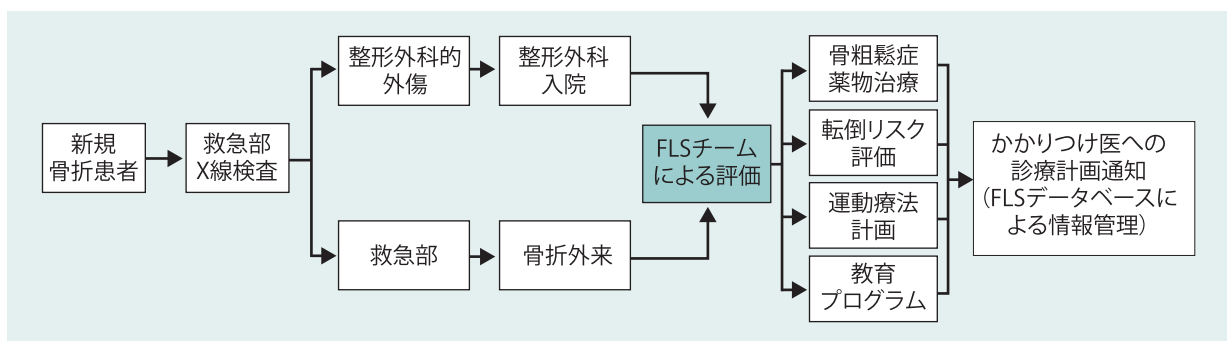 新規
骨折患者
救急部
X線検査
整形外科的
外傷
整形外科
入院
救急部
骨折外来
FLSチーム
による評価
骨粗鬆症
薬物治療
転倒リスク
評価
運動療法
計画
教育
プログラム
かかりつけ医への
診療計画通知
（FLSデータベースに
よる情報管理）